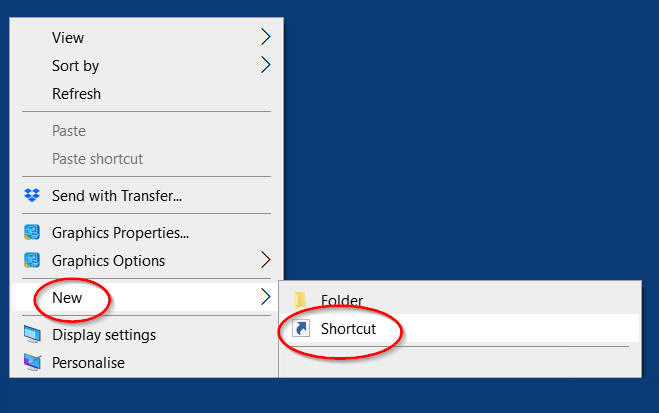 View
Sort by
Refresh
Paste
Paste shortcut
Send with Transfer...
Graphics Properties...
Graphics Options
New
Folder
Shortcut
Display settings
Personalise